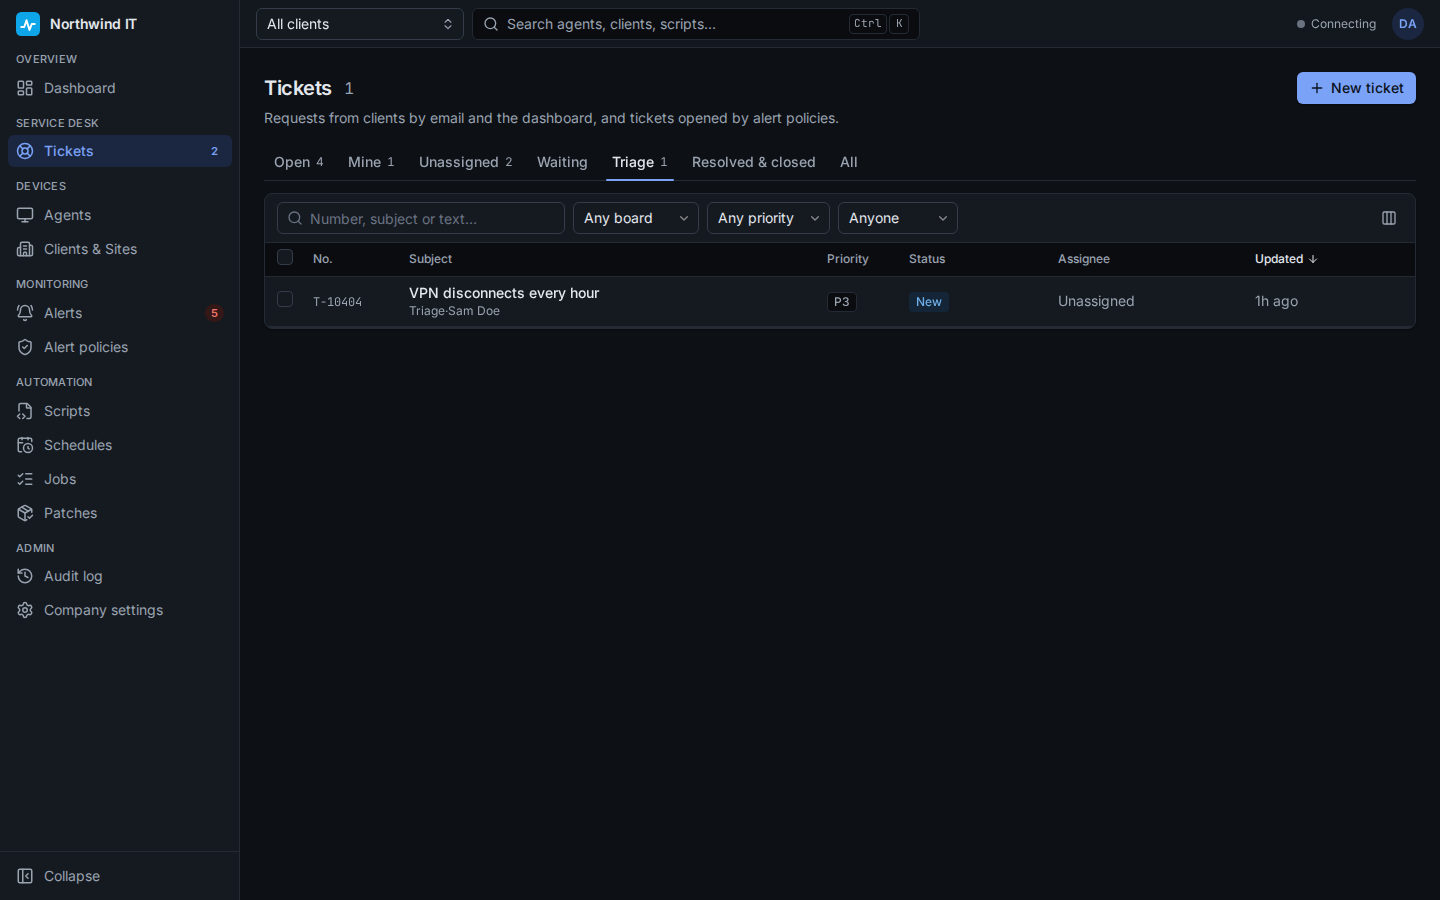 Northwind IT
OVERVIEW
Dashboard
SERVICE DESK
Tickets 2
DEVICES
Agents
Clients & Sites
MONITORING
Alerts 5
Alert policies
AUTOMATION
Scripts
Schedules
Jobs
Patches
ADMIN
Audit log
Company settings
Collapse
All clients
Search agents, clients, scripts...
Ctrl K
Connecting
DA
Tickets 1
New ticket
Requests from clients by email and the dashboard, and tickets opened by alert policies.
Open 4 Mine 1 Unassigned 2 Waiting Triage 1 Resolved & closed All
Number, subject or text... Any board Any priority Anyone
No. Subject Priority Status Assignee Updated
T-10404 VPN disconnects every hour P3 New Unassigned 1h ago
Triage·Sam Doe